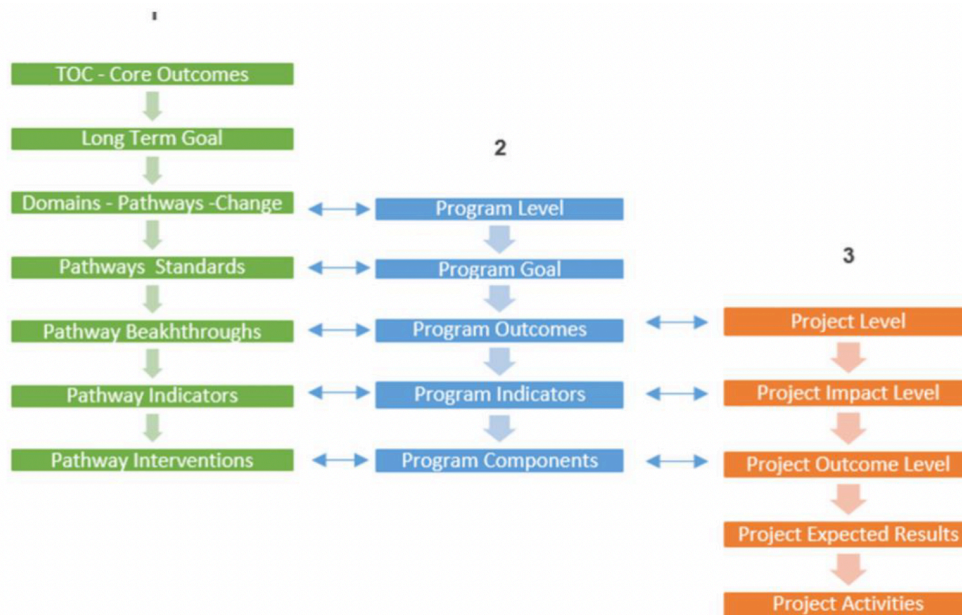 1
TOC - Core Outcomes
Long Term Goal
Domains - Pathways -Change
Pathways Standards
Pathway Beakhthroughs
Pathway Indicators
Pathway Interventions
2
Program Level
Program Goal
Program Outcomes
Program Indicators
Program Components
3
Project Level
Project Impact Level
Project Outcome Level
Project Expected Results
Project Activities